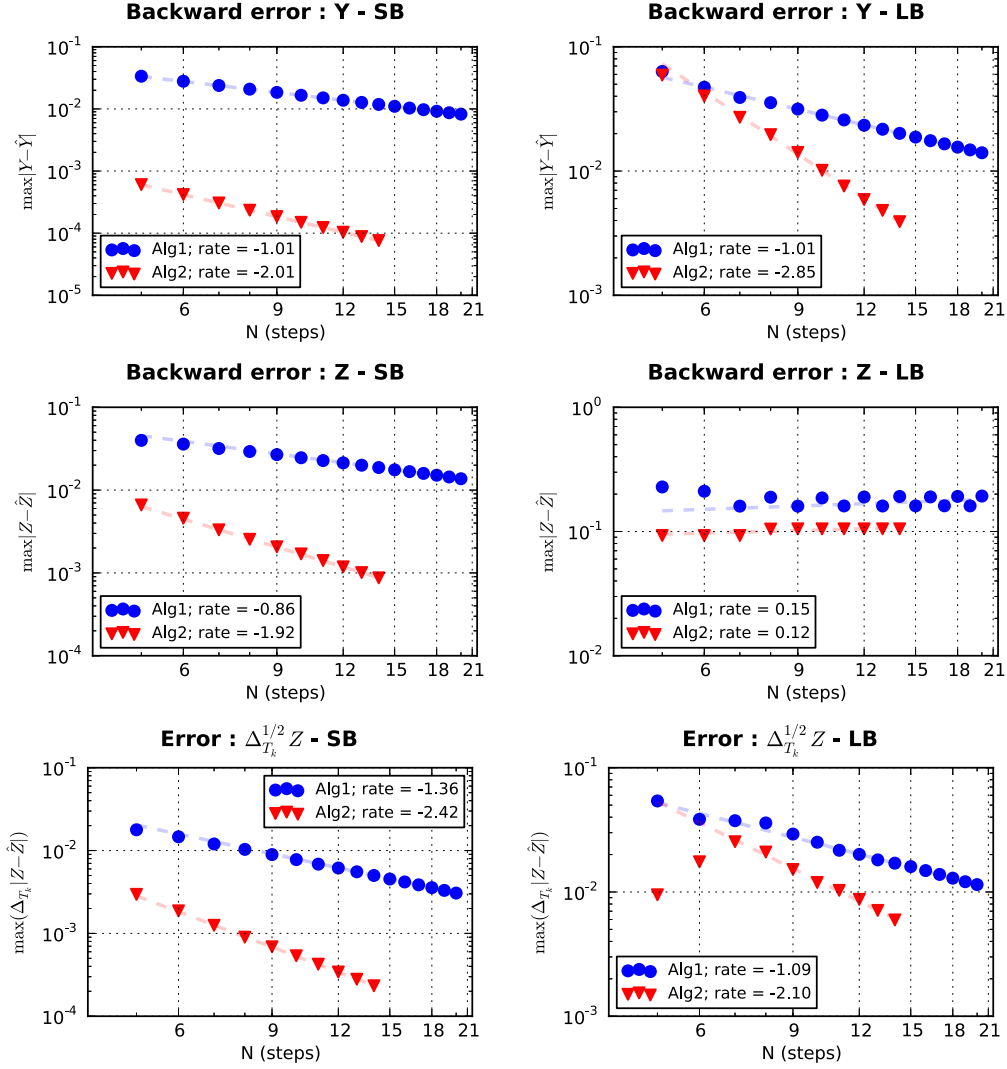 Backward error : Y - SB
10⁻¹
10⁻²
10⁻³
10⁻⁴
10⁻⁵
max|Y−Ŷ|
Alg1; rate = -1.01
Alg2; rate = -2.01
6 9 12 15 18 21
N (steps)
Backward error : Y - LB
10⁻¹
10⁻²
10⁻³
max|Y−Ŷ|
Alg1; rate = -1.01
Alg2; rate = -2.85
6 9 12 15 18 21
N (steps)
Backward error : Z - SB
10⁻¹
10⁻²
10⁻³
10⁻⁴
max|Z−Ẑ|
Alg1; rate = -0.86
Alg2; rate = -1.92
6 9 12 15 18 21
N (steps)
Backward error : Z - LB
10⁰
10⁻¹
10⁻²
max|Z−Ẑ|
Alg1; rate = 0.15
Alg2; rate = 0.12
6 9 12 15 18 21
N (steps)
Error : Δ_{T_k}^{1/2} Z - SB
10⁻¹
10⁻²
10⁻³
10⁻⁴
max(Δ_{T_k}|Z−Ẑ|)
Alg1; rate = -1.36
Alg2; rate = -2.42
6 9 12 15 18 21
N (steps)
Error : Δ_{T_k}^{1/2} Z - LB
10⁻¹
10⁻²
10⁻³
max(Δ_{T_k}|Z−Ẑ|)
Alg1; rate = -1.09
Alg2; rate = -2.10
6 9 12 15 18 21
N (steps)